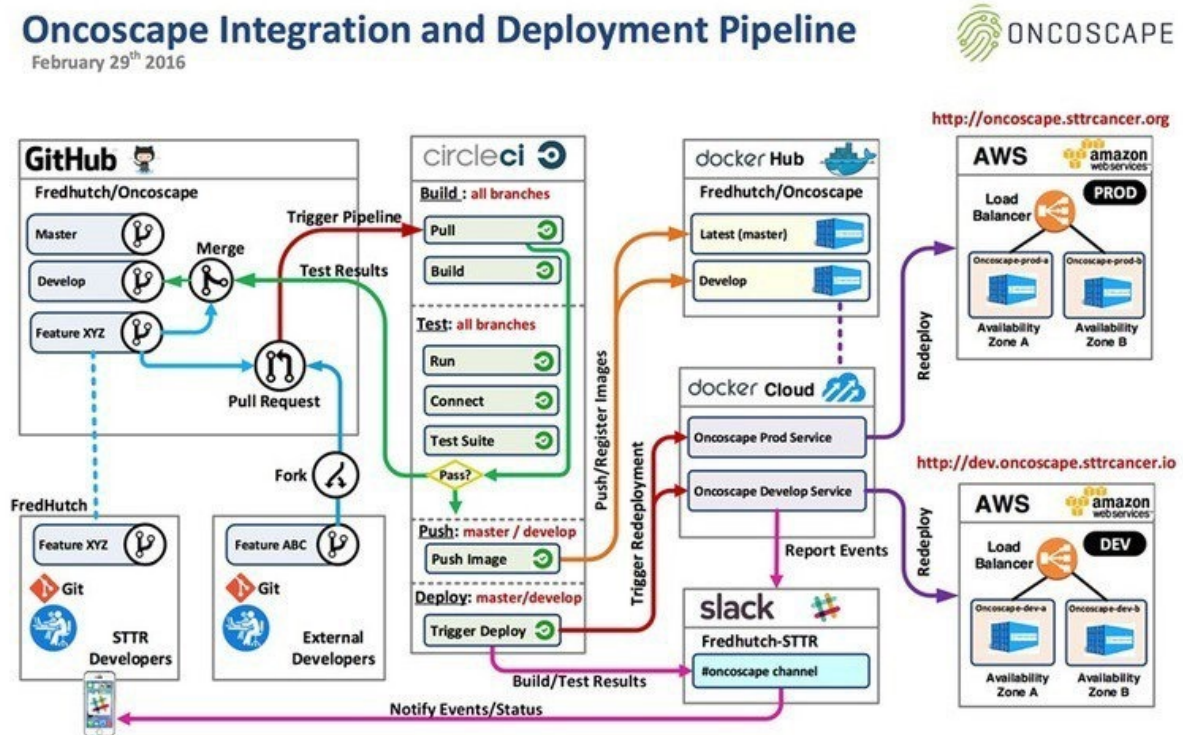 Oncoscape Integration and Deployment Pipeline
February 29th 2016
ONCOSCAPE
GitHub
Fredhutch/Oncoscape
Master
Develop
Feature XYZ
Merge
Pull Request
Trigger Pipeline
Test Results
Fork
FredHutch
Feature XYZ
Git
STTR
Developers
Feature ABC
Git
External
Developers
circleci
Build : all branches
Pull
Build
Test: all branches
Run
Connect
Test Suite
Pass?
Push: master / develop
Push Image
Deploy: master/develop
Trigger Deploy
Push/Register Images
Trigger Redeployment
Build/Test Results
Notify Events/Status
docker Hub
Fredhutch/Oncoscape
Latest (master)
Develop
docker Cloud
Oncoscape Prod Service
Oncoscape Develop Service
Report Events
slack
Fredhutch-STTR
#oncoscape channel
Redeploy
Redeploy
http://oncoscape.sttrcancer.org
AWS
amazon
webservices
PROD
Load
Balancer
Oncoscape-prod-a
Oncoscape-prod-b
Availability
Zone A
Availability
Zone B
http://dev.oncoscape.sttrcancer.io
AWS
amazon
webservices
DEV
Load
Balancer
Oncoscape-dev-a
Oncoscape-dev-b
Availability
Zone A
Availability
Zone B